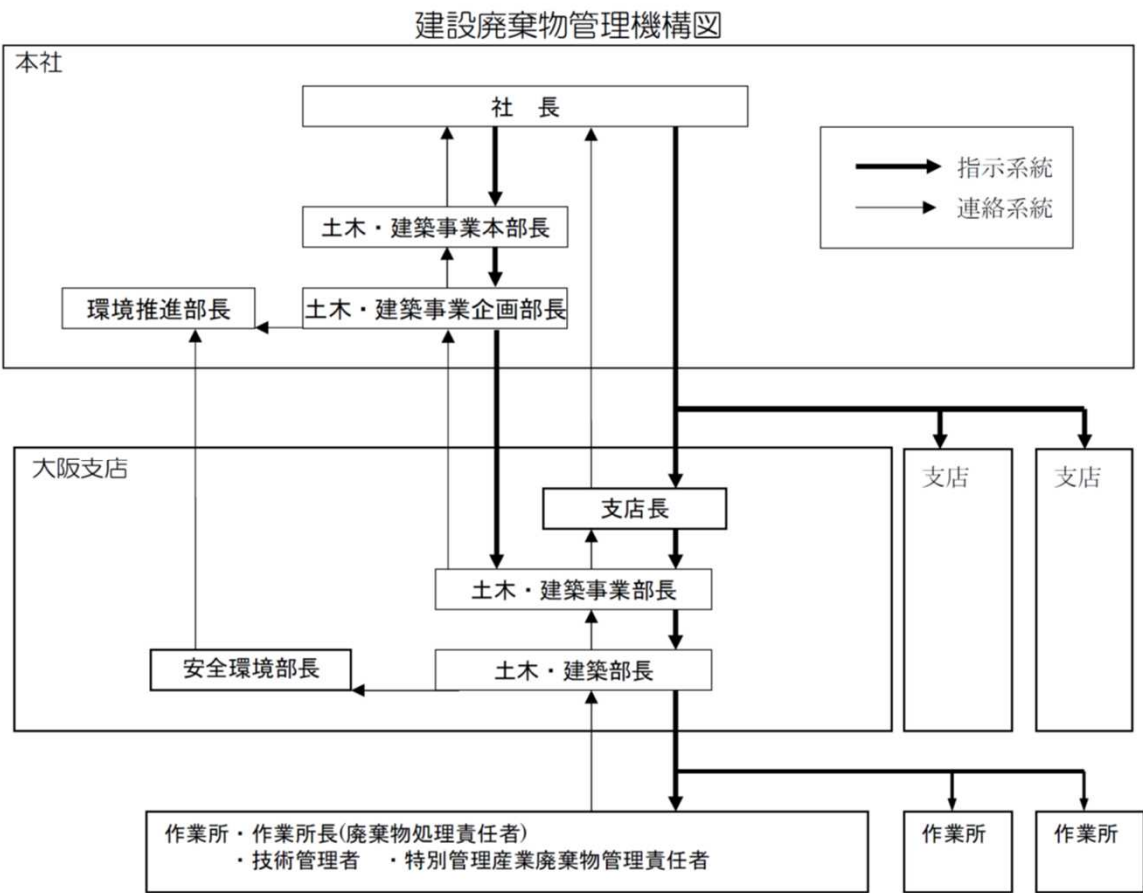 建設廃棄物管理機構図
本社
社　長
指示系統
連絡系統
土木・建築事業本部長
環境推進部長
土木・建築事業企画部長
大阪支店
支店
支店
支店長
土木・建築事業部長
安全環境部長
土木・建築部長
作業所・作業所長(廃棄物処理責任者)
・技術管理者　・特別管理産業廃棄物管理責任者
作業所
作業所